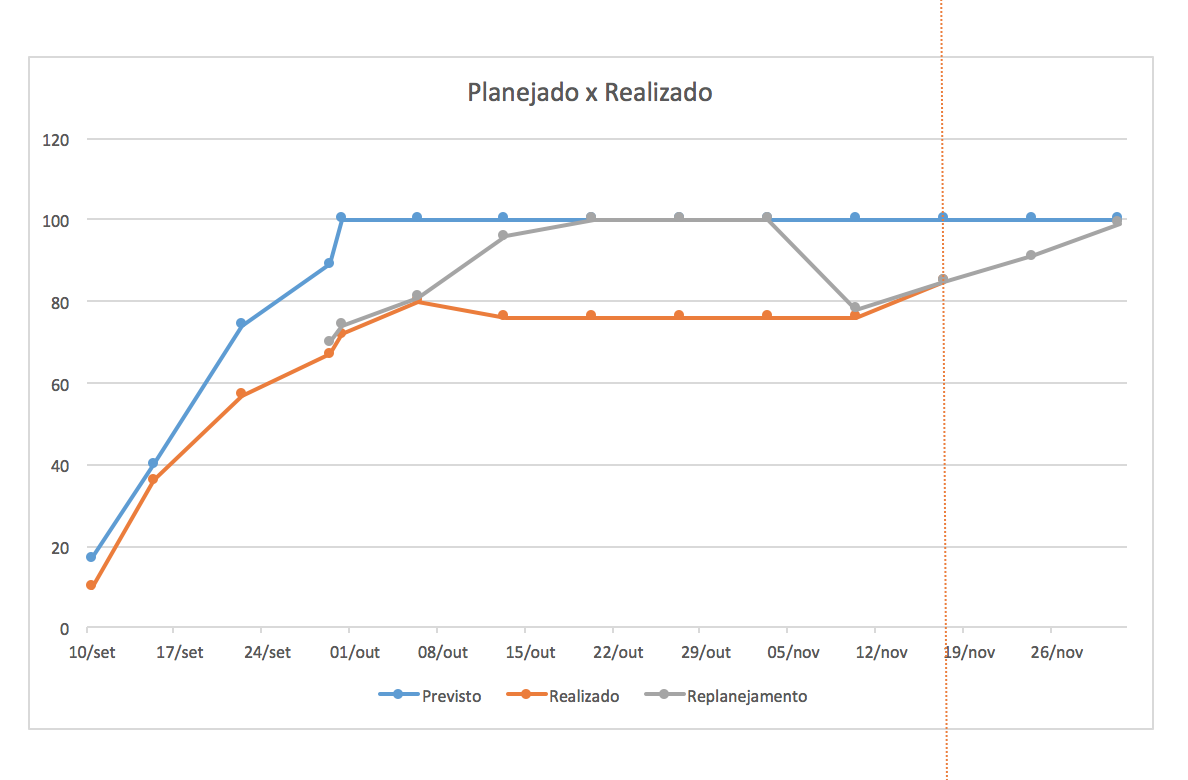 Planejado x Realizado
120
100
80
60
40
20
0
10/set 17/set 24/set 01/out 08/out 15/out 22/out 29/out 05/nov 12/nov 19/nov 26/nov
Previsto Realizado Replanejamento